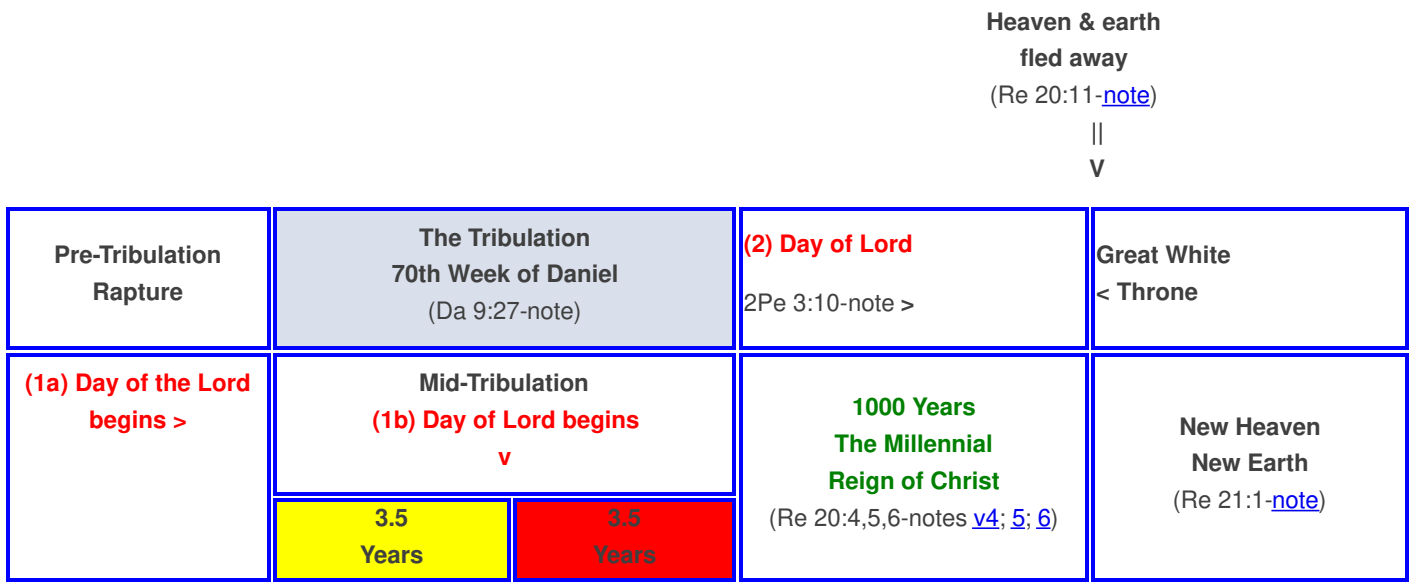 Heaven & earth
fled away
(Re 20:11-note)
||
V
Pre-Tribulation
Rapture
The Tribulation
70th Week of Daniel
(Da 9:27-note)
(2) Day of Lord
2Pe 3:10-note >
Great White
< Throne
(1a) Day of the Lord
begins >
Mid-Tribulation
(1b) Day of Lord begins
v
3.5
Years
3.5
Years
1000 Years
The Millennial
Reign of Christ
(Re 20:4,5,6-notes v4; 5; 6)
New Heaven
New Earth
(Re 21:1-note)